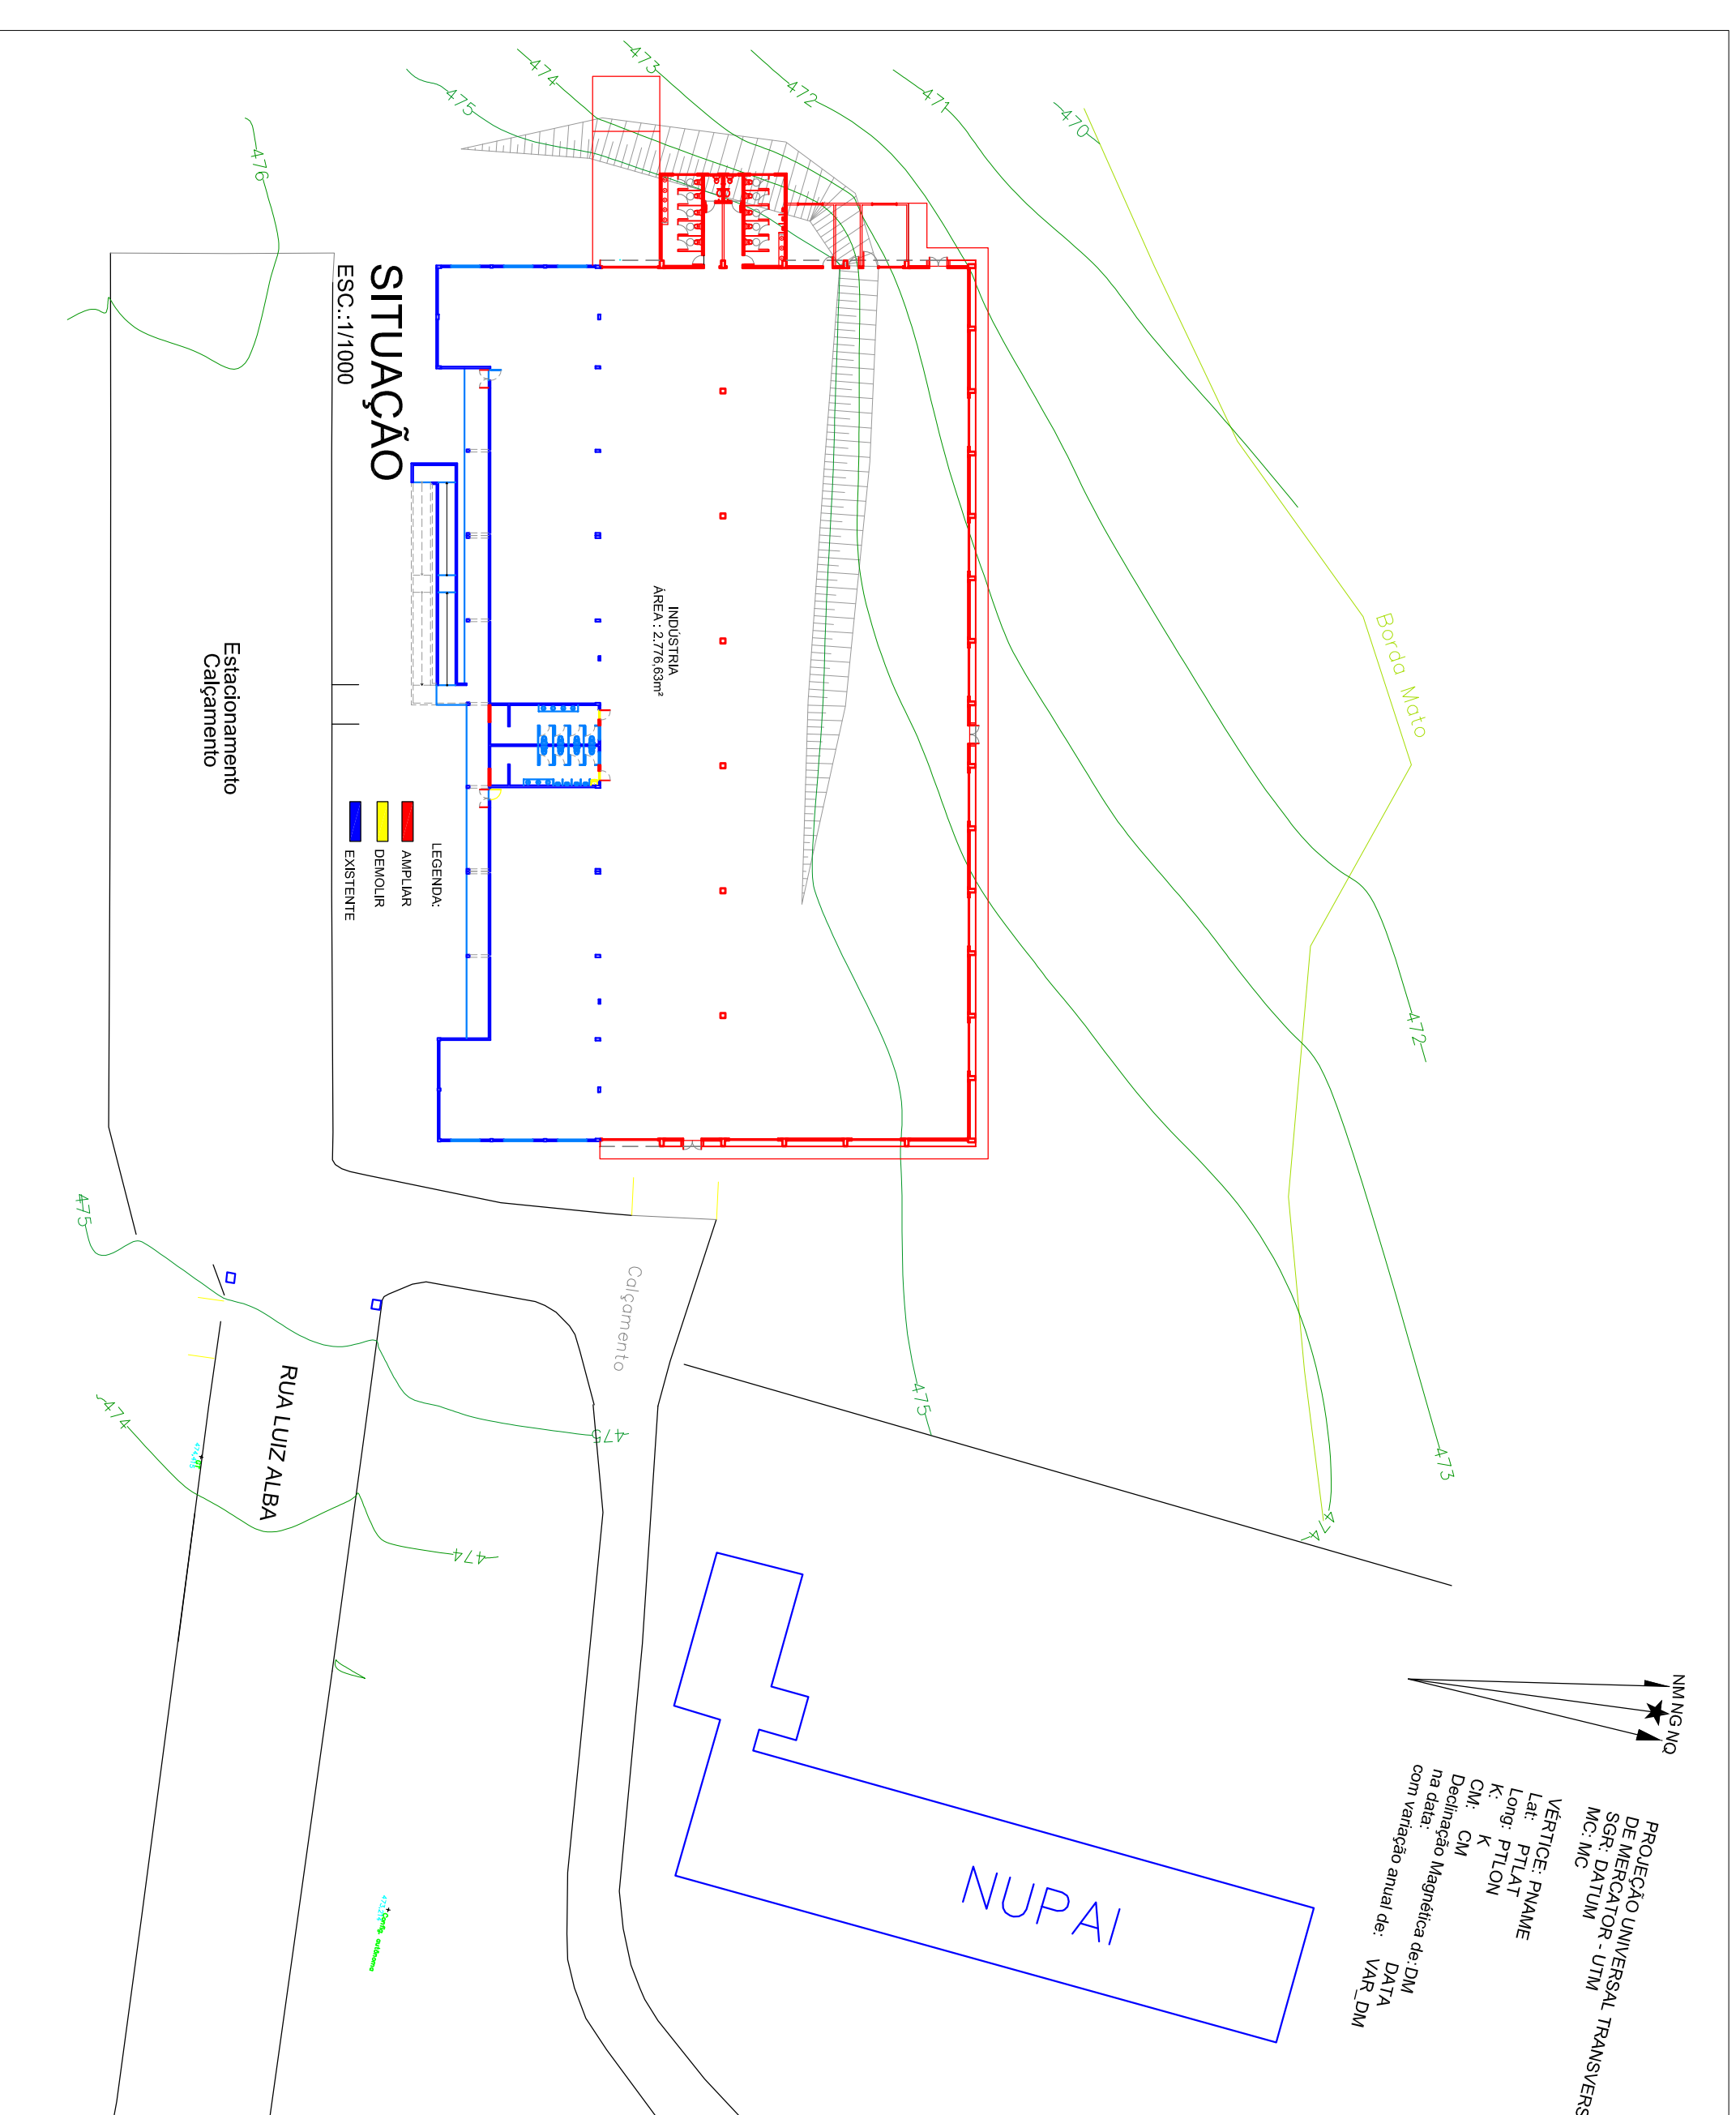 SITUAÇÃO
ESC.:1/1000
INDÚSTRIA
ÁREA : 2.776,63m²
Estacionamento
Calçamento
LEGENDA:
AMPLIAR
DEMOLIR
EXISTENTE
Borda Mato
Calçamento
RUA LUIZ ALBA
NUPAI
NM NG NQ
PROJEÇÃO UNIVERSAL TRANSVERS
DE MERCATOR - UTM
SGR: DATUM
MC: MC
VÉRTICE: PNAME
Lat: PTLAT
Long: PTLON
K: K
CM: CM
Declinação Magnética de:DM
na data: DATA
com variação anual de: VAR_DM
470
471
472
473
474
475
476
472
473
474
475
475
475
474
474